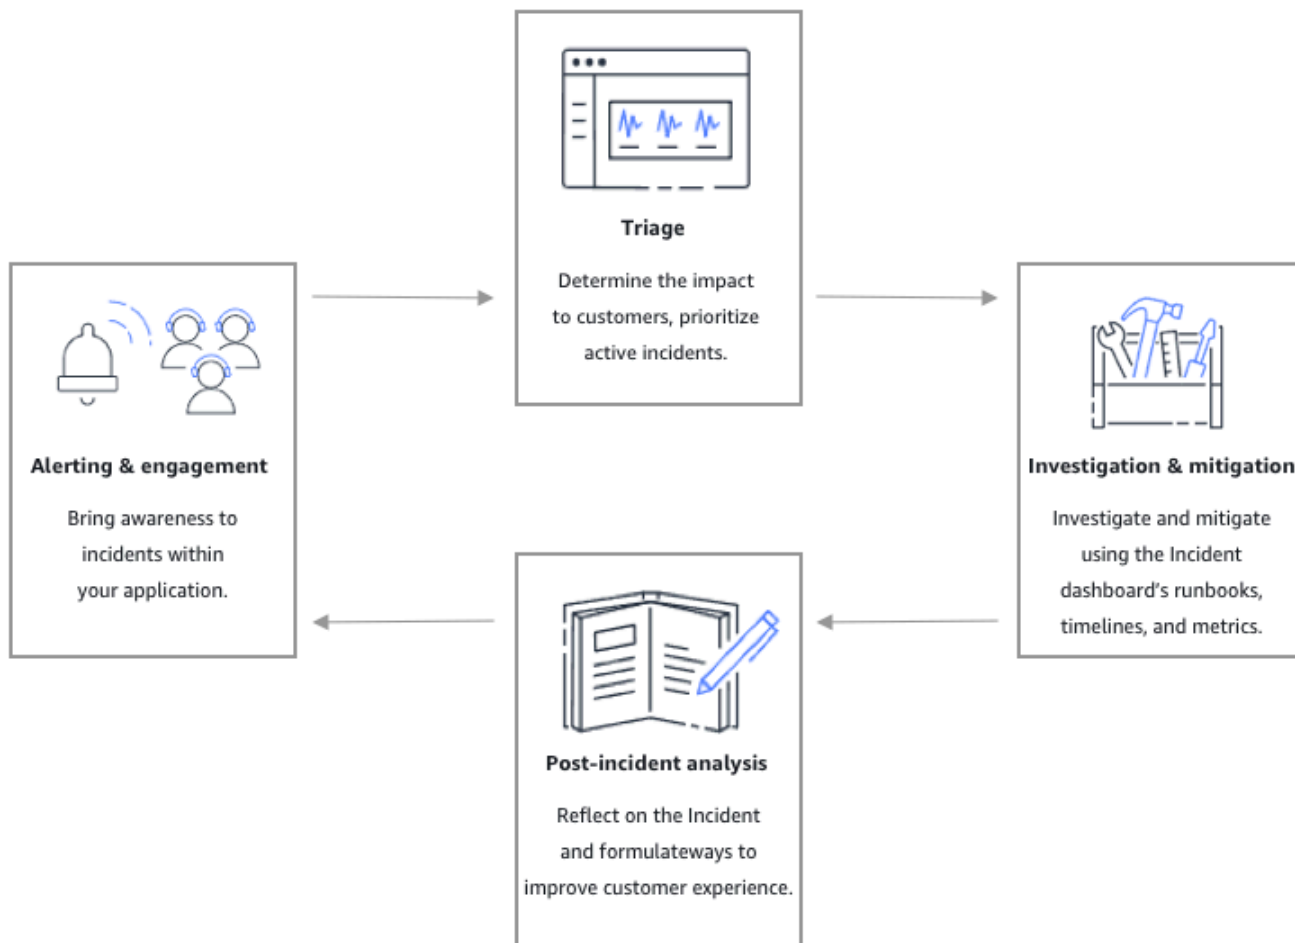 Triage
Determine the impact
to customers, prioritize
active incidents.
Alerting & engagement
Bring awareness to
incidents within
your application.
Investigation & mitigation
Investigate and mitigate
using the Incident
dashboard's runbooks,
timelines, and metrics.
Post-incident analysis
Reflect on the Incident
and formulateways to
improve customer experience.